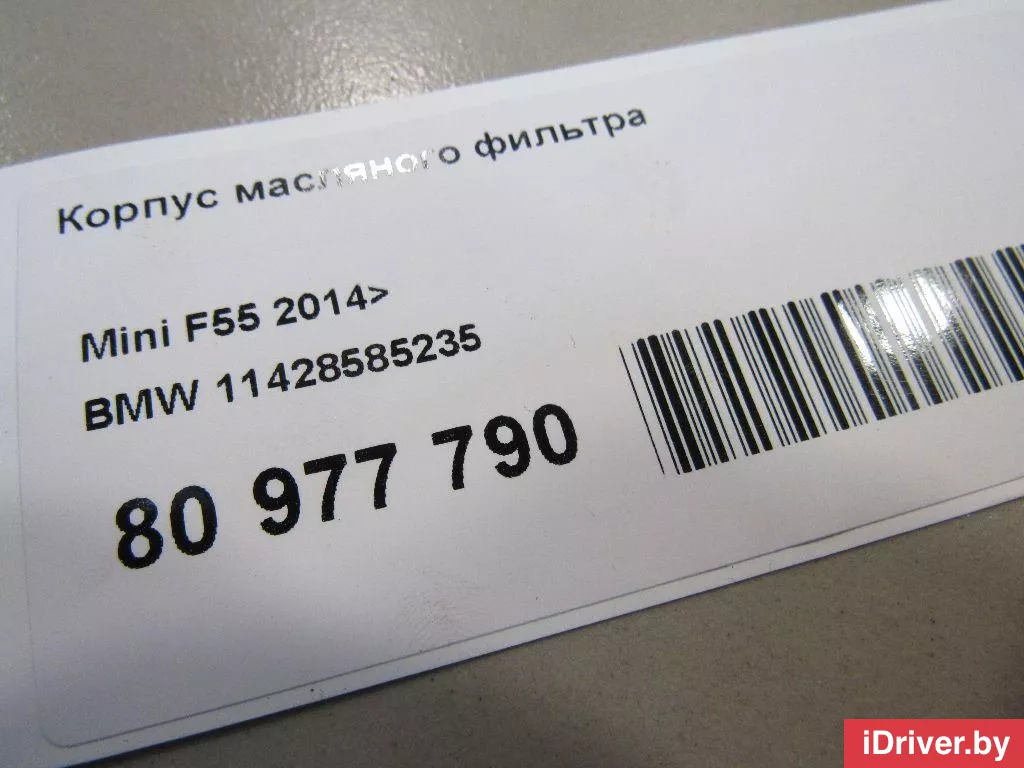 Корпус масляного фильтра
Mini F55 2014>
BMW 11428585235
80 977 790
iDriver.by